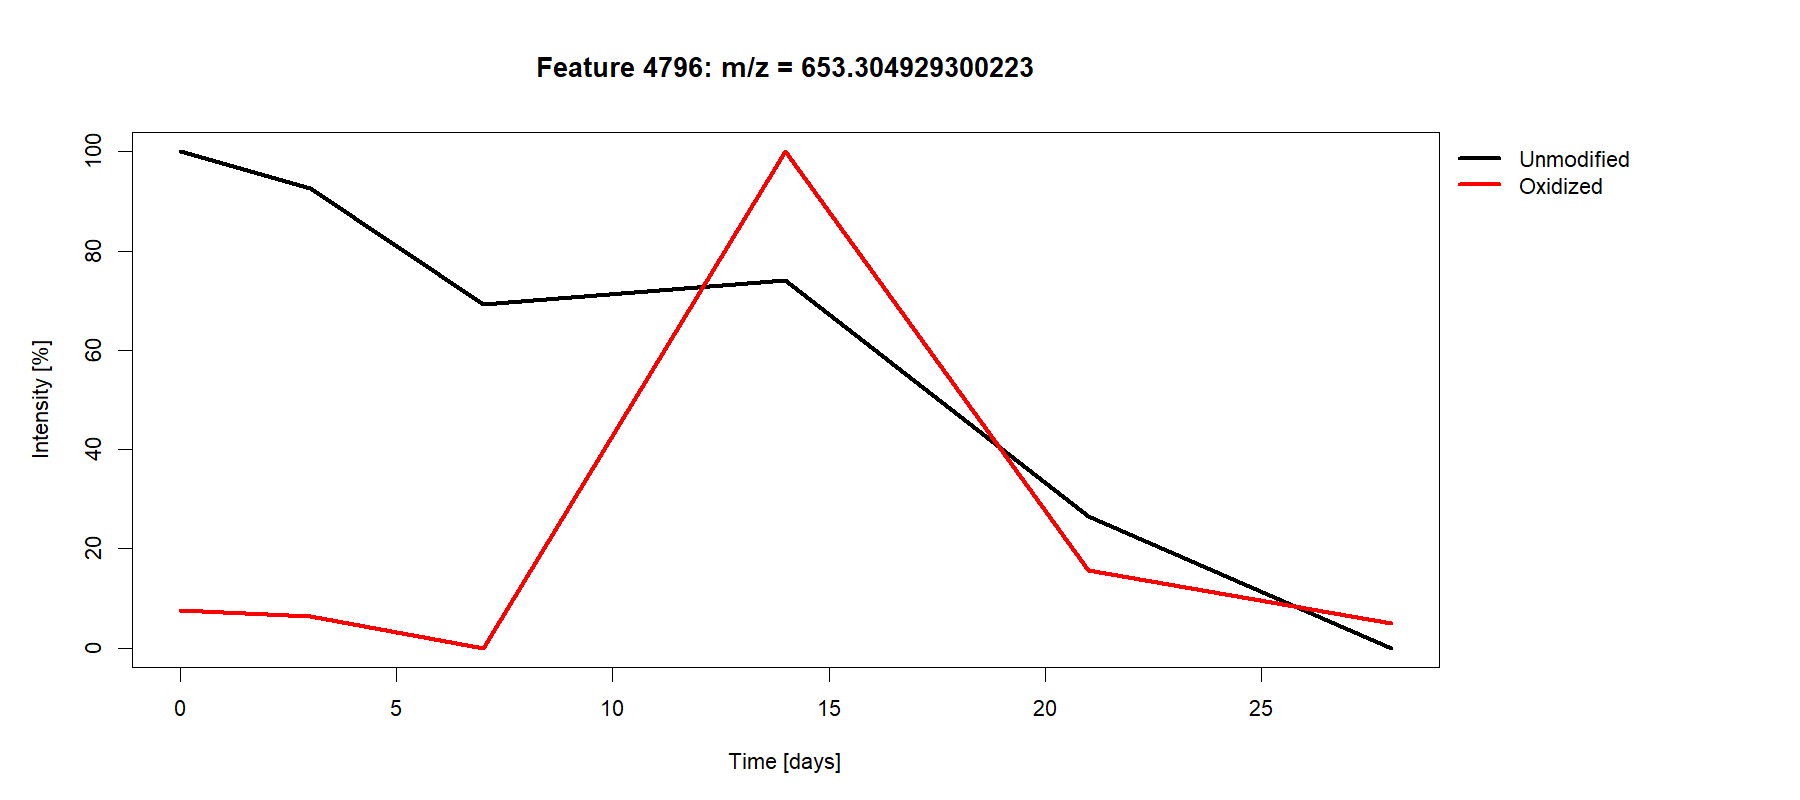 Feature 4796: m/z = 653.304929300223
Unmodified
Oxidized
Intensity [%]
100
80
60
40
20
0
0 5 10 15 20 25
Time [days]